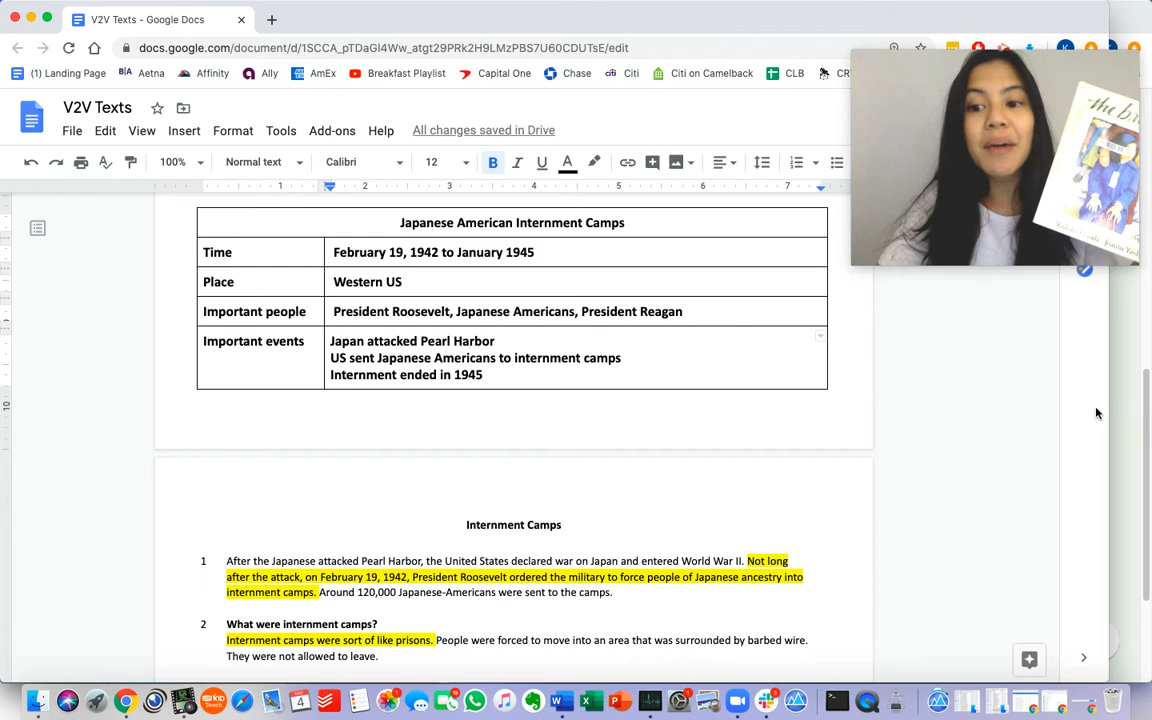 V2V Texts - Google Docs
docs.google.com/document/d/1SCCA_pTDaGI4Ww_atgt29PRk2H9LMzPBS7U60CDUTsE/edit
(1) Landing Page
Aetna
Affinity
Ally
AmEx
Breakfast Playlist
Capital One
Chase
Citi
Citi on Camelback
CLB
V2V Texts
File Edit View Insert Format Tools Add-ons Help All changes saved in Drive
100% Normal text Calibri 12 B I U A
1 2 3 4 5 6 7
Japanese American Internment Camps
Time February 19, 1942 to January 1945
Place Western US
Important people President Roosevelt, Japanese Americans, President Reagan
Important events Japan attacked Pearl Harbor
US sent Japanese Americans to internment camps
Internment ended in 1945
Internment Camps
1 After the Japanese attacked Pearl Harbor, the United States declared war on Japan and entered World War II. Not long
after the attack, on February 19, 1942, President Roosevelt ordered the military to force people of Japanese ancestry into
internment camps. Around 120,000 Japanese-Americans were sent to the camps.
2 What were internment camps?
Internment camps were sort of like prisons. People were forced to move into an area that was surrounded by barbed wire.
They were not allowed to leave.
the